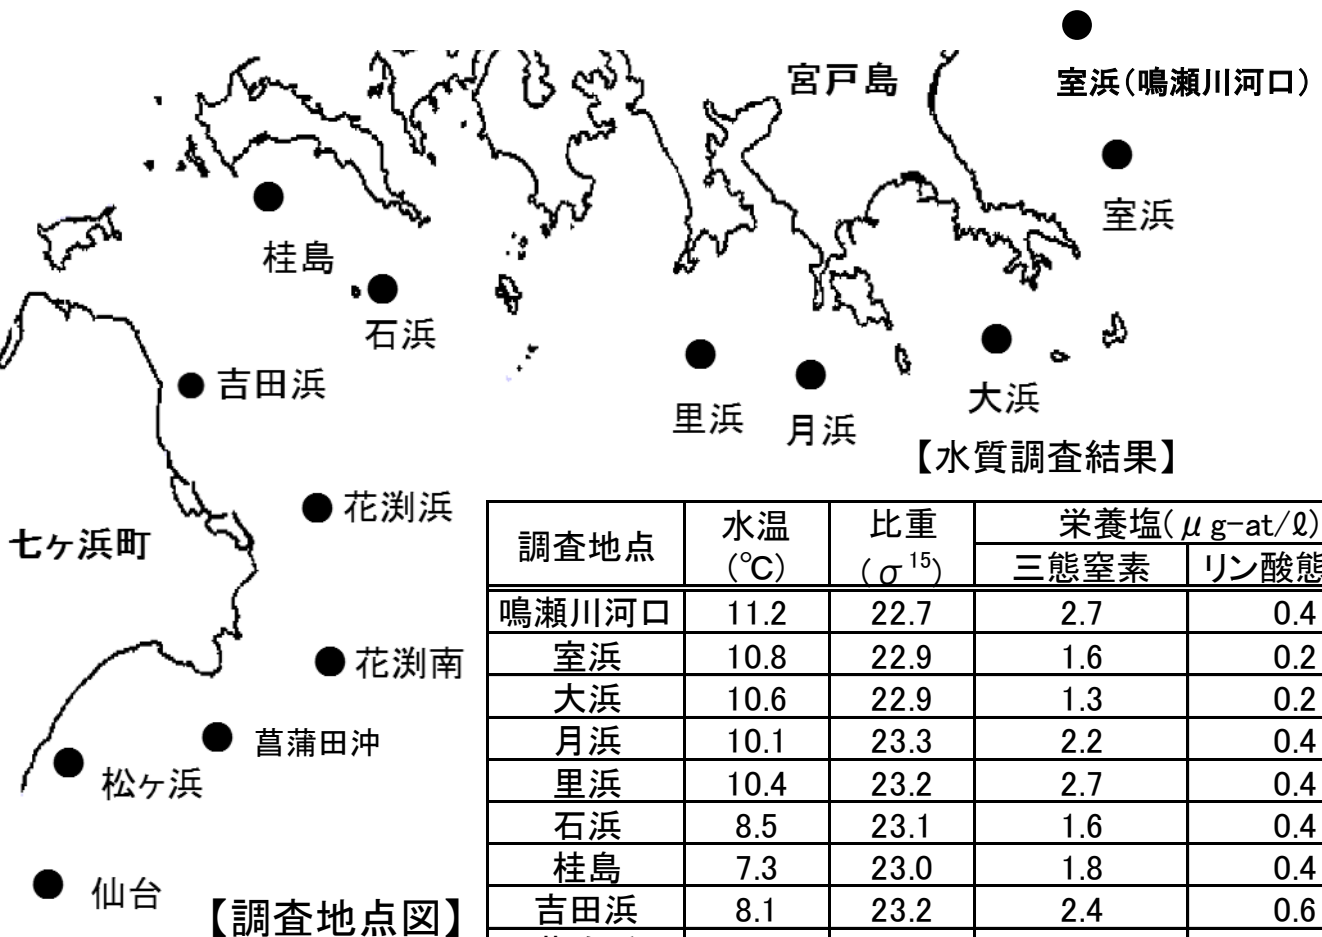 宮戸島
室浜(鳴瀬川河口)
室浜
桂島
石浜
吉田浜
里浜
月浜
大浜
【水質調査結果】
花渕浜
七ヶ浜町
花渕南
菖蒲田沖
松ヶ浜
仙台
【調査地点図】
調査地点 水温(℃) 比重(σ15) 栄養塩(μg-at/ℓ)
三態窒素 リン酸態
鳴瀬川河口 11.2 22.7 2.7 0.4
室浜 10.8 22.9 1.6 0.2
大浜 10.6 22.9 1.3 0.2
月浜 10.1 23.3 2.2 0.4
里浜 10.4 23.2 2.7 0.4
石浜 8.5 23.1 1.6 0.4
桂島 7.3 23.0 1.8 0.4
吉田浜 8.1 23.2 2.4 0.6